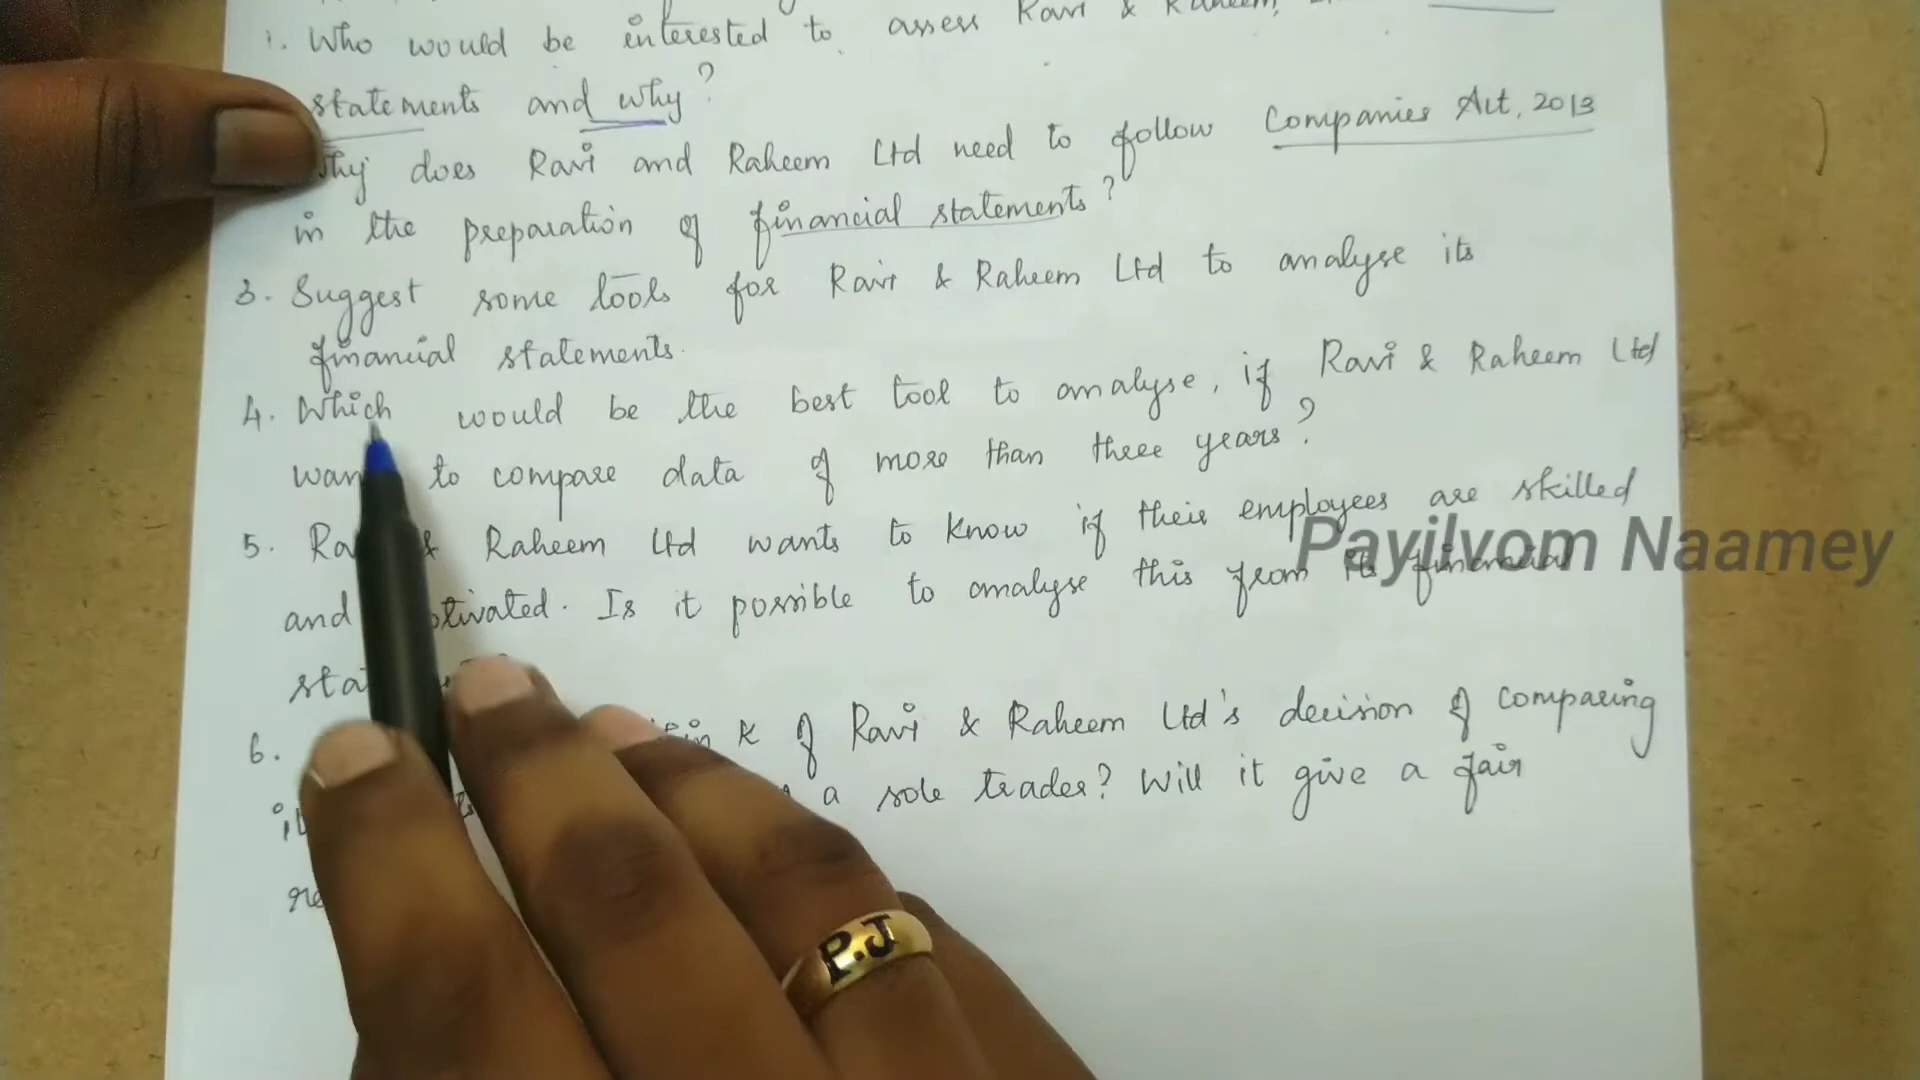 1. Who would be interested to assess Ravi & Raheem,
statements and why?
does Ravi and Raheem Ltd need to follow Companies Act, 2013
in the preparation of financial statements?
3. Suggest some tools for Ravi & Raheem Ltd to analyse its
financial statements.
4. Which would be the best tool to analyse, if Ravi & Raheem Ltd
to compare data of more than three years?
5. & Raheem Ltd wants to know if their employees are skilled
and Is it possible to analyse this from its financial
6. of Ravi & Raheem Ltd's decision of comparing
a sole trader? Will it give a fair
Payilvom Naamey
P.J